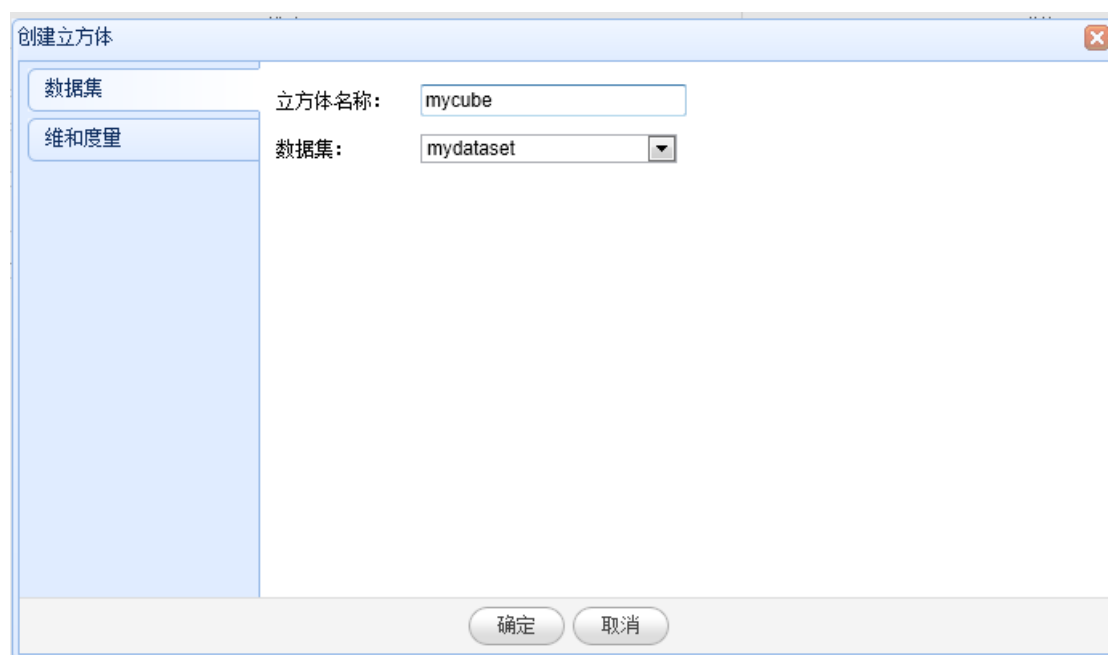 创建立方体
数据集
维和度量
立方体名称： mycube
数据集： mydataset
确定 取消